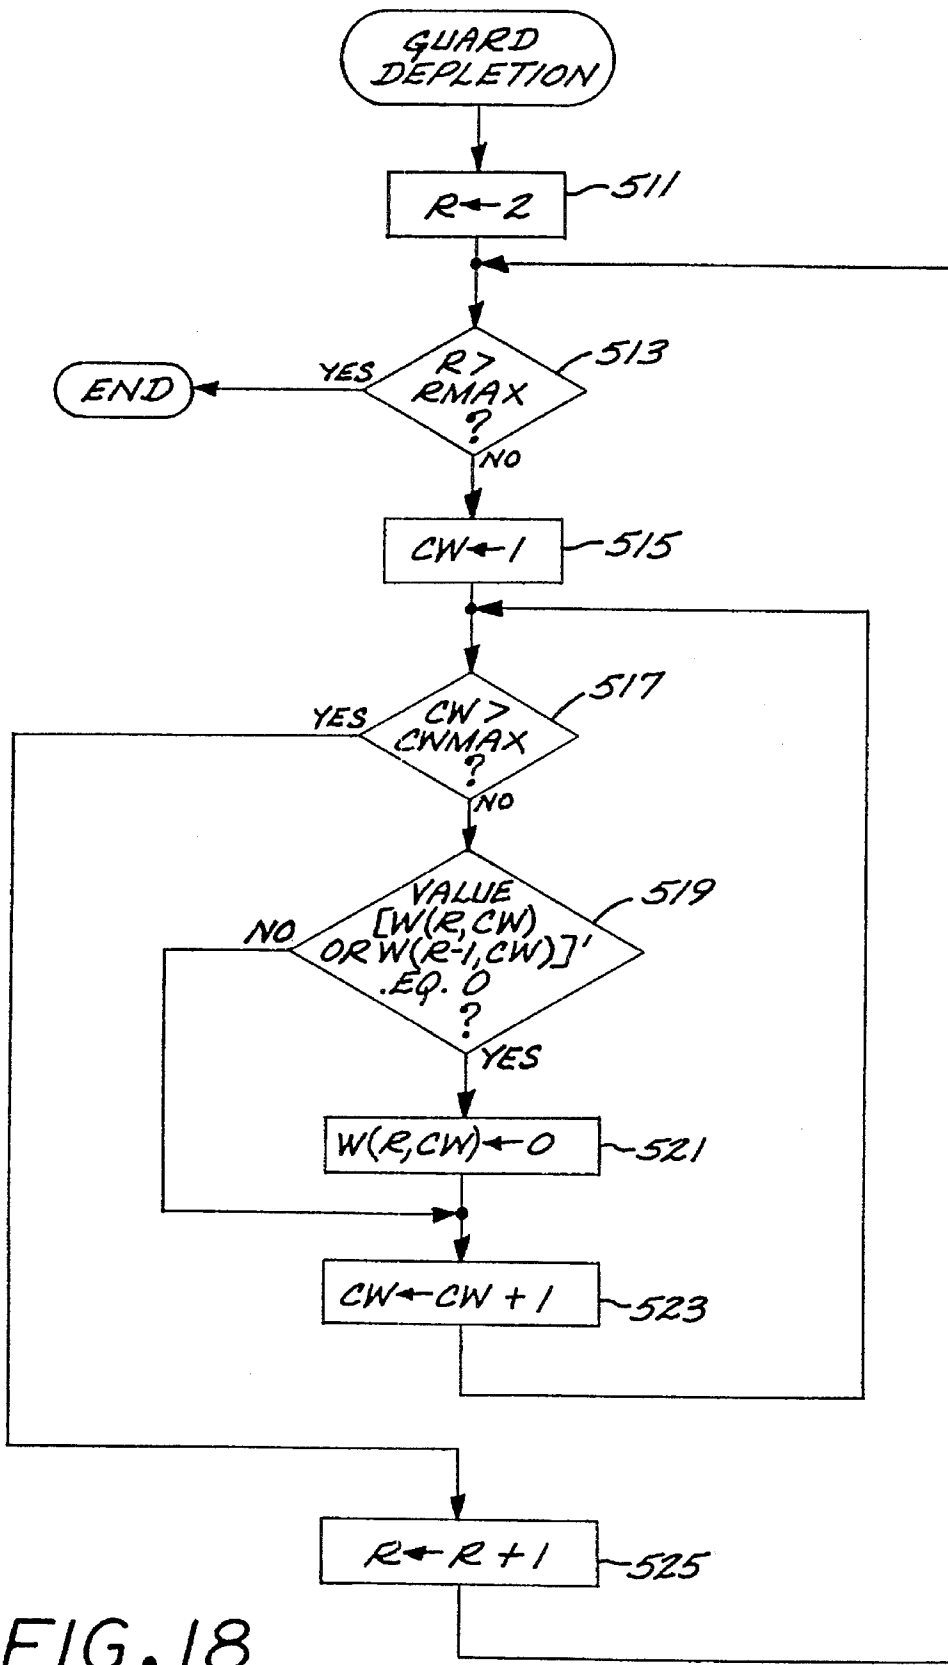 GUARD
DEPLETION
R←2
511
R>
RMAX
?
513
YES
END
NO
CW←1
515
CW>
CWMAX
?
517
YES
NO
VALUE
[W(R,CW)
OR W(R-1,CW)]'
.EQ. 0
?
519
NO
YES
W(R,CW)←0
521
CW←CW+1
523
R←R+1
525
FIG. 18